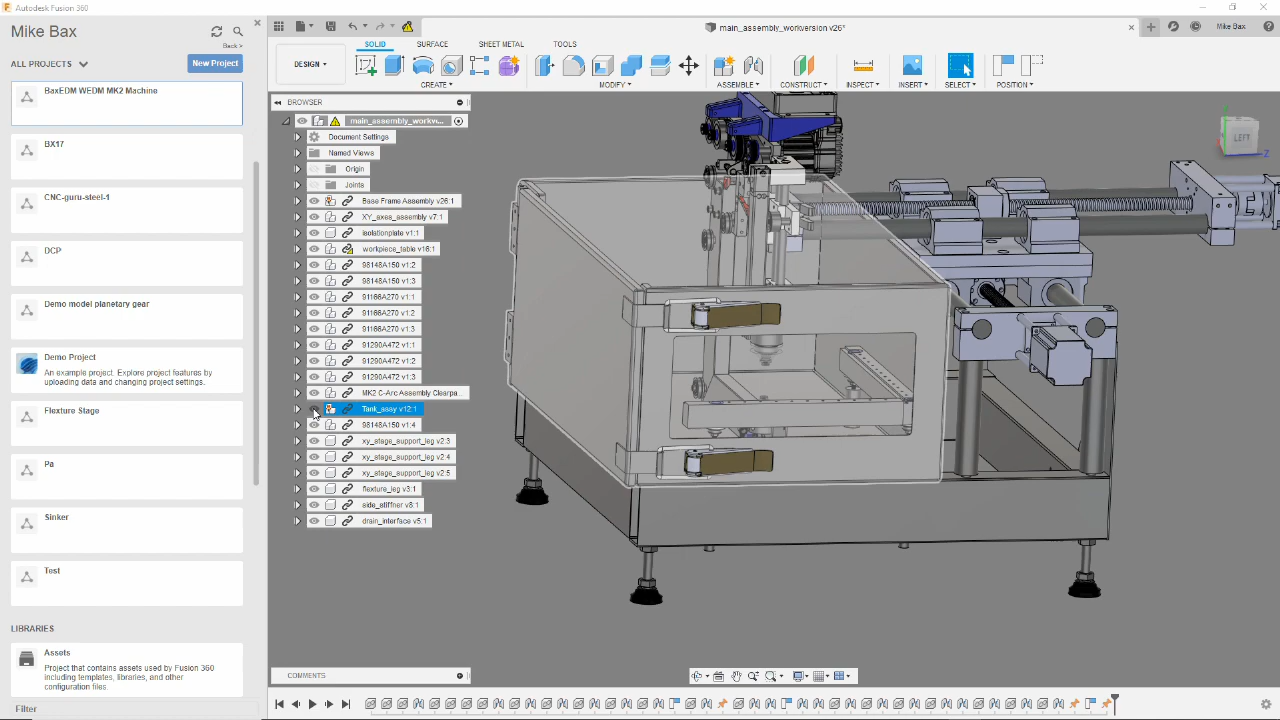 Autodesk Fusion 360
Mike Bax
Back >
ALL PROJECTS
New Project
BaxEDM WEDM MK2 Machine
BX17
CNC-guru-steel-1
DCP
Demo model planetary gear
Demo Project
An example project. Explore project features by
uploading data and changing project settings.
Flexture Stage
Pa
Sinker
Test
LIBRARIES
Assets
Project that contains assets used by Fusion 360
including templates, libraries, and other
configuration files.
Filter
main_assembly_workversion v26*
Mike Bax
SOLID
SURFACE
SHEET METAL
TOOLS
DESIGN
CREATE
MODIFY
ASSEMBLE
CONSTRUCT
INSPECT
INSERT
SELECT
POSITION
BROWSER
main_assembly_workv...
Document Settings
Named Views
Origin
Joints
Base Frame Assembly v26:1
XY_axes_assembly v7:1
isolationplate v1:1
workpiece_table v16:1
98148A150 v1:2
98148A150 v1:3
91166A270 v1:1
91166A270 v1:2
91166A270 v1:3
91290A472 v1:1
91290A472 v1:2
91290A472 v1:3
MK2 C-Arc Assembly Clearpa...
Tank_assy v12:1
98148A150 v1:4
xy_stage_support_leg v2:3
xy_stage_support_leg v2:4
xy_stage_support_leg v2:5
flexture_leg v3:1
side_stiffner v8:1
drain_interface v5:1
LEFT
Z
COMMENTS